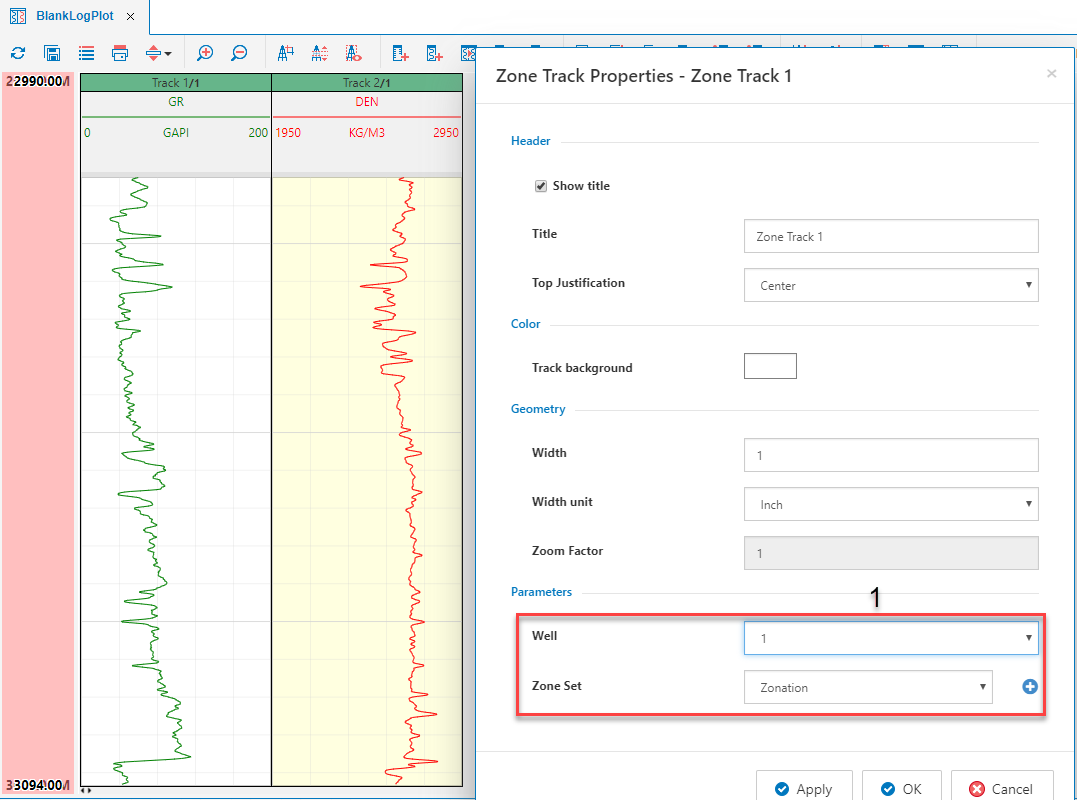 BlankLogPlot ×
2990.00
Track 1/1 Track 2/1
GR DEN
0 GAPI 200 1950 KG/M3 2950
3094.00
Zone Track Properties - Zone Track 1 ×
Header
Show title
Title Zone Track 1
Top Justification Center
Color
Track background
Geometry
Width 1
Width unit Inch
Zoom Factor 1
Parameters
1
Well 1
Zone Set Zonation
Apply OK Cancel